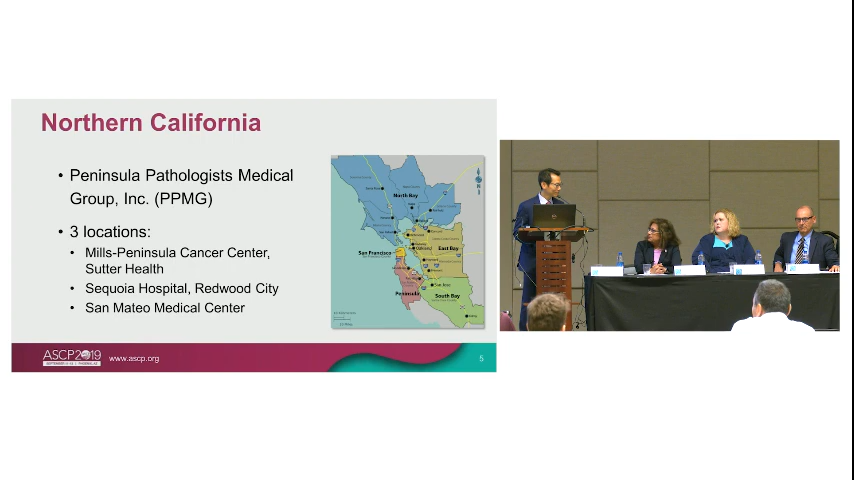 Northern California
• Peninsula Pathologists Medical
Group, Inc. (PPMG)
• 3 locations:
• Mills-Peninsula Cancer Center,
Sutter Health
• Sequoia Hospital, Redwood City
• San Mateo Medical Center
North Bay
San Francisco
East Bay
Peninsula
San Jose
South Bay
ASCP2019
www.ascp.org
5